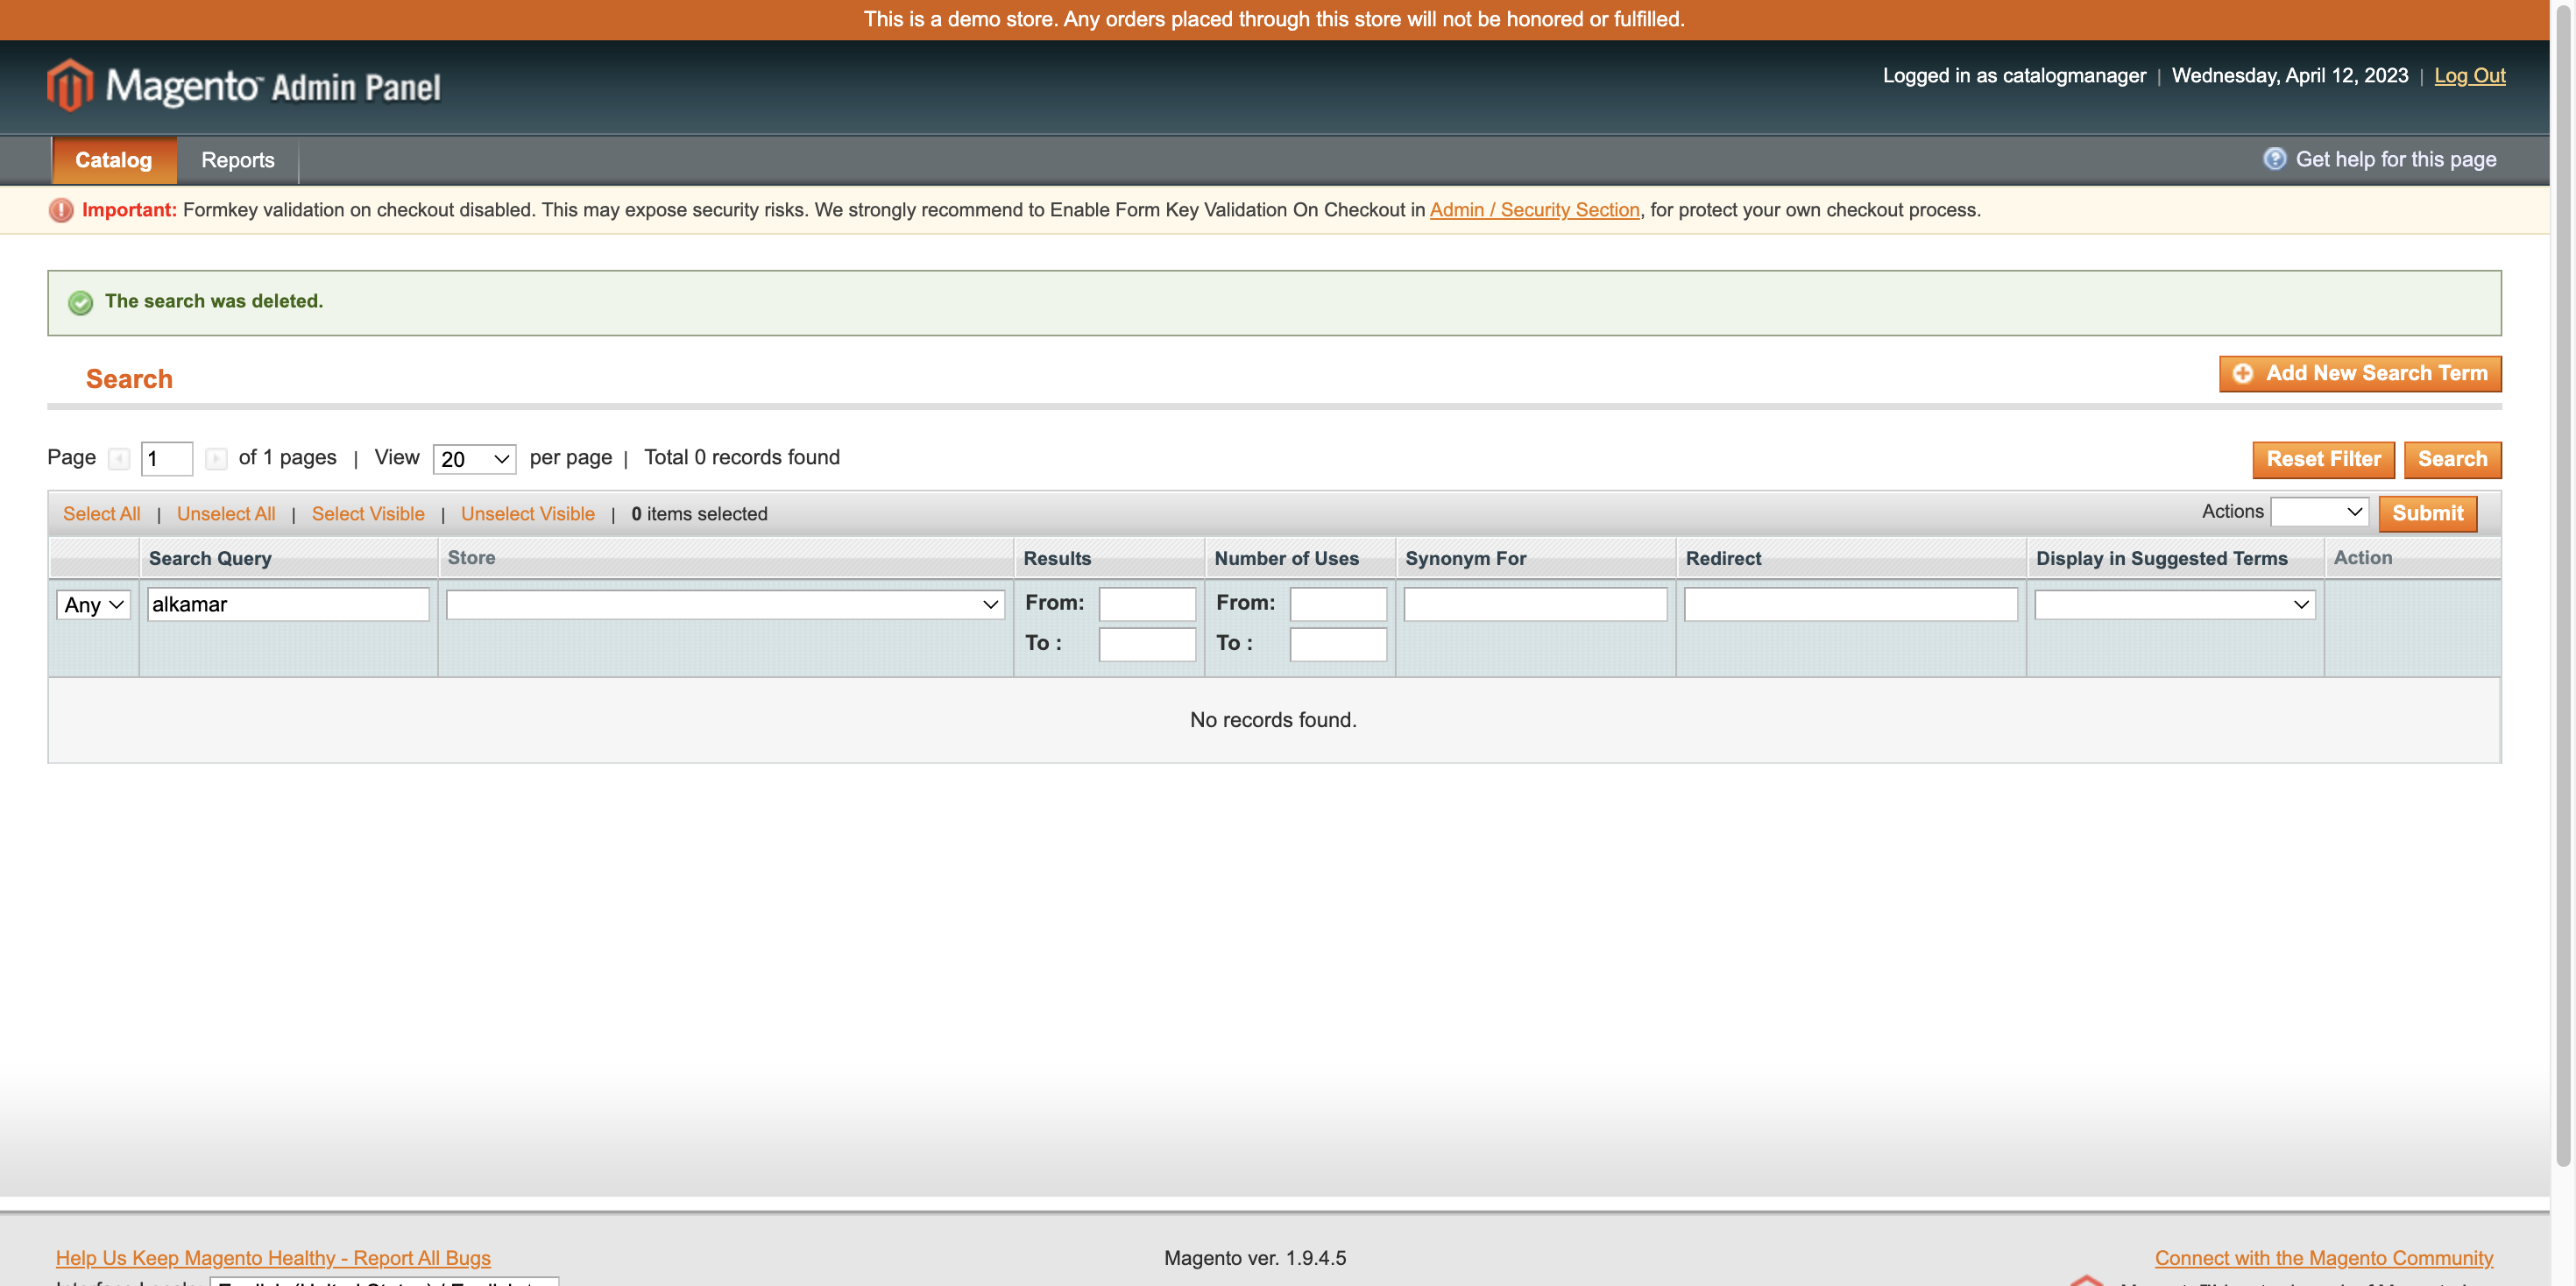 This is a demo store. Any orders placed through this store will not be honored or fulfilled.
Magento™ Admin Panel
Logged in as catalogmanager | Wednesday, April 12, 2023 | Log Out
Catalog Reports
Get help for this page
Important: Formkey validation on checkout disabled. This may expose security risks. We strongly recommend to Enable Form Key Validation On Checkout in Admin / Security Section, for protect your own checkout process.
The search was deleted.
Search
Add New Search Term
Page 1 of 1 pages | View 20 per page | Total 0 records found
Reset Filter Search
Select All | Unselect All | Select Visible | Unselect Visible | 0 items selected
Actions Submit
Search Query Store Results Number of Uses Synonym For Redirect Display in Suggested Terms Action
Any alkamar From: From:
To : To :
No records found.
Help Us Keep Magento Healthy - Report All Bugs
Magento ver. 1.9.4.5
Connect with the Magento Community